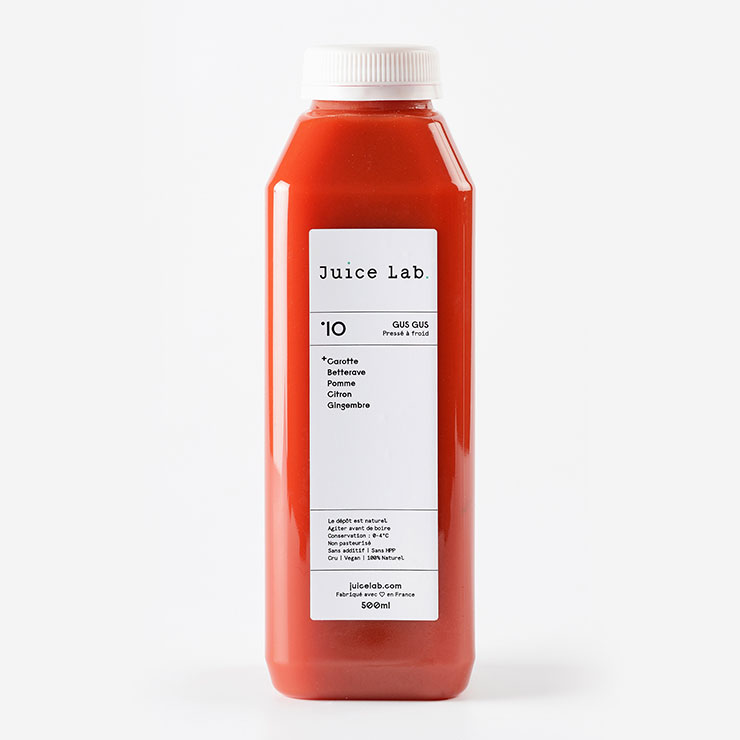 Juice Lab.
°10 GUS GUS
Pressé à froid
+Carotte
Betterave
Pomme
Citron
Gingembre
Le dépôt est naturel
Agiter avant de boire
Conservation : 0-4°C
Non pasteurisé
Sans additif | Sans HPP
Cru | Vegan | 100% Naturel
juicelab.com
Fabriqué avec ♡ en France
500ml